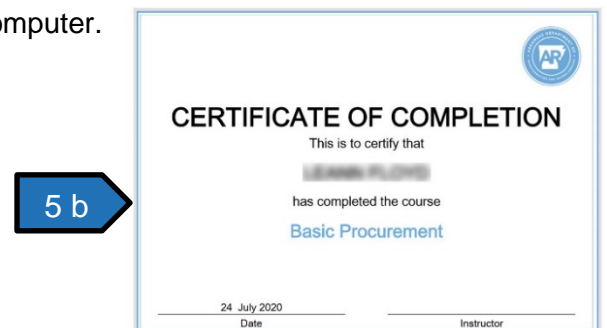 omputer.
AR
CERTIFICATE OF COMPLETION
This is to certify that
has completed the course
5 b
Basic Procurement
24 July 2020
Date
Instructor